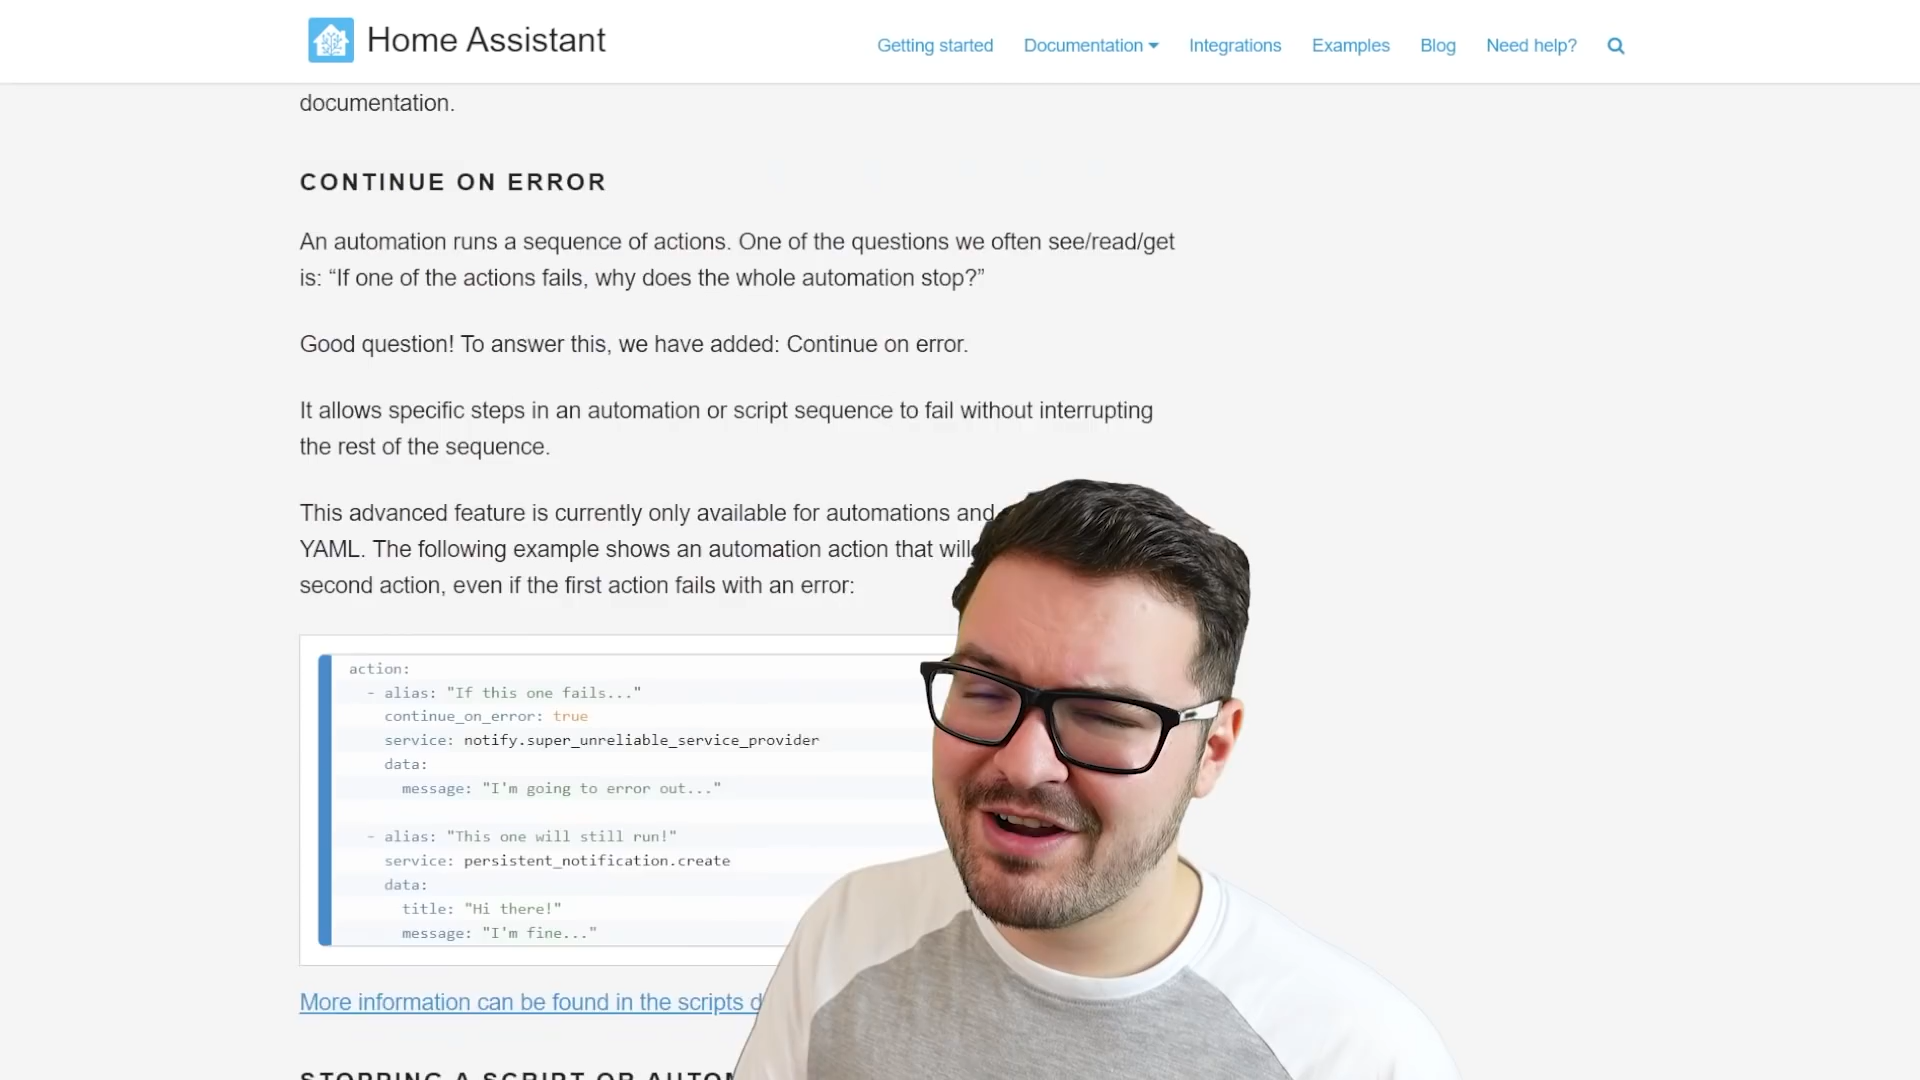 Home Assistant
Getting started Documentation Integrations Examples Blog Need help?
documentation.
CONTINUE ON ERROR
An automation runs a sequence of actions. One of the questions we often see/read/get
is: “If one of the actions fails, why does the whole automation stop?”
Good question! To answer this, we have added: Continue on error.
It allows specific steps in an automation or script sequence to fail without interrupting
the rest of the sequence.
This advanced feature is currently only available for automations and
YAML. The following example shows an automation action that will
second action, even if the first action fails with an error:
action:
- alias: "If this one fails..."
continue_on_error: true
service: notify.super_unreliable_service_provider
data:
message: "I'm going to error out..."
- alias: "This one will still run!"
service: persistent_notification.create
data:
title: "Hi there!"
message: "I'm fine..."
More information can be found in the scripts
STOPPING A SCRIPT OR